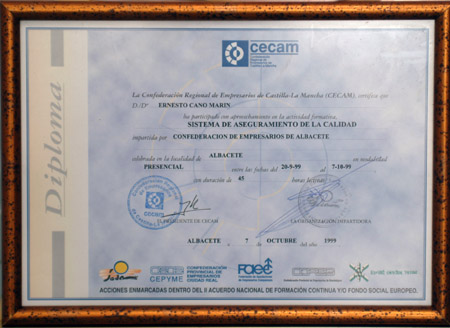 cecam
Diploma
La Confederación Regional de Empresarios de Castilla-La Mancha (CECAM), certifica que
D./Dª ERNESTO CANO MARIN
ha participado con aprovechamiento en la actividad formativa,
SISTEMA DE ASEGURAMIENTO DE LA CALIDAD
impartida por CONFEDERACION DE EMPRESARIOS DE ALBACETE
celebrada en la localidad de ALBACETE en modalidad
PRESENCIAL entre las fechas del 20-9-99 7-10-99
con duración de 45 horas lectivas
EL PRESIDENTE DE CECAM LA ORGANIZACIÓN IMPARTIDORA
ALBACETE , 7 de OCTUBRE del año 1999
CEPYME
CONFEDERACIÓN
PROVINCIAL DE
EMPRESARIOS
CIUDAD REAL
ACCIONES ENMARCADAS DENTRO DEL II ACUERDO NACIONAL DE FORMACIÓN CONTINUA Y/O FONDO SOCIAL EUROPEO.